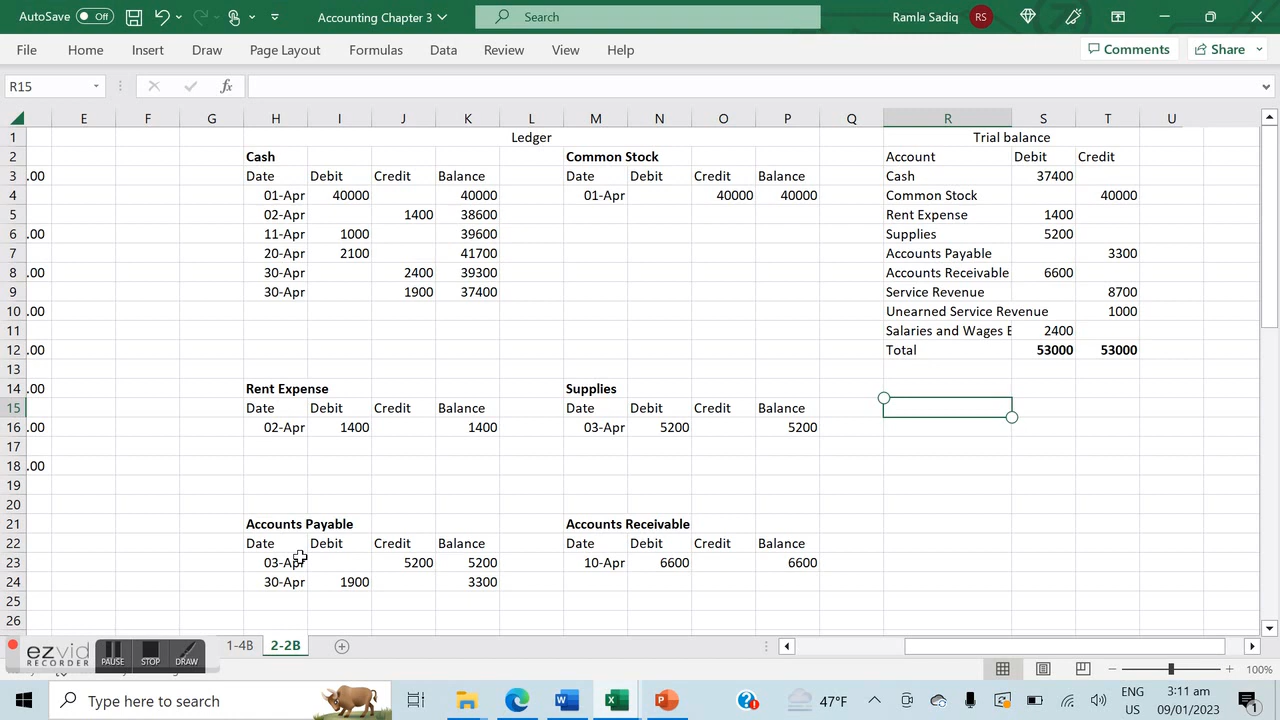 AutoSave Off Accounting Chapter 3 Search Ramla Sadiq RS
File Home Insert Draw Page Layout Formulas Data Review View Help Comments Share
R15 fx
E F G H I J K L M N O P Q R S T U
1 Ledger Trial balance
2 Cash Common Stock Account Debit Credit
3 .00 Date Debit Credit Balance Date Debit Credit Balance Cash 37400
4 01-Apr 40000 40000 01-Apr 40000 40000 Common Stock 40000
5 02-Apr 1400 38600 Rent Expense 1400
6 .00 11-Apr 1000 39600 Supplies 5200
7 20-Apr 2100 41700 Accounts Payable 3300
8 .00 30-Apr 2400 39300 Accounts Receivable 6600
9 30-Apr 1900 37400 Service Revenue 8700
10 .00 Unearned Service Revenue 1000
11 Salaries and Wages E 2400
12 .00 Total 53000 53000
13
14 .00 Rent Expense Supplies
15 Date Debit Credit Balance Date Debit Credit Balance
16 .00 02-Apr 1400 1400 03-Apr 5200 5200
17
18 .00
19
20
21 Accounts Payable Accounts Receivable
22 Date Debit Credit Balance Date Debit Credit Balance
23 03-Apr 5200 5200 10-Apr 6600 6600
24 30-Apr 1900 3300
25
26
ezvid RECORDER PAUSE STOP DRAW 1-4B 2-2B
100%
Type here to search 47°F ENG US 3:11 am 09/01/2023 1